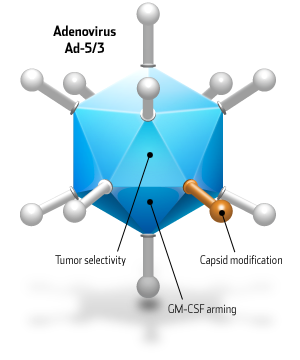 Adenovirus
Ad-5/3
Tumor selectivity
Capsid modification
GM-CSF arming